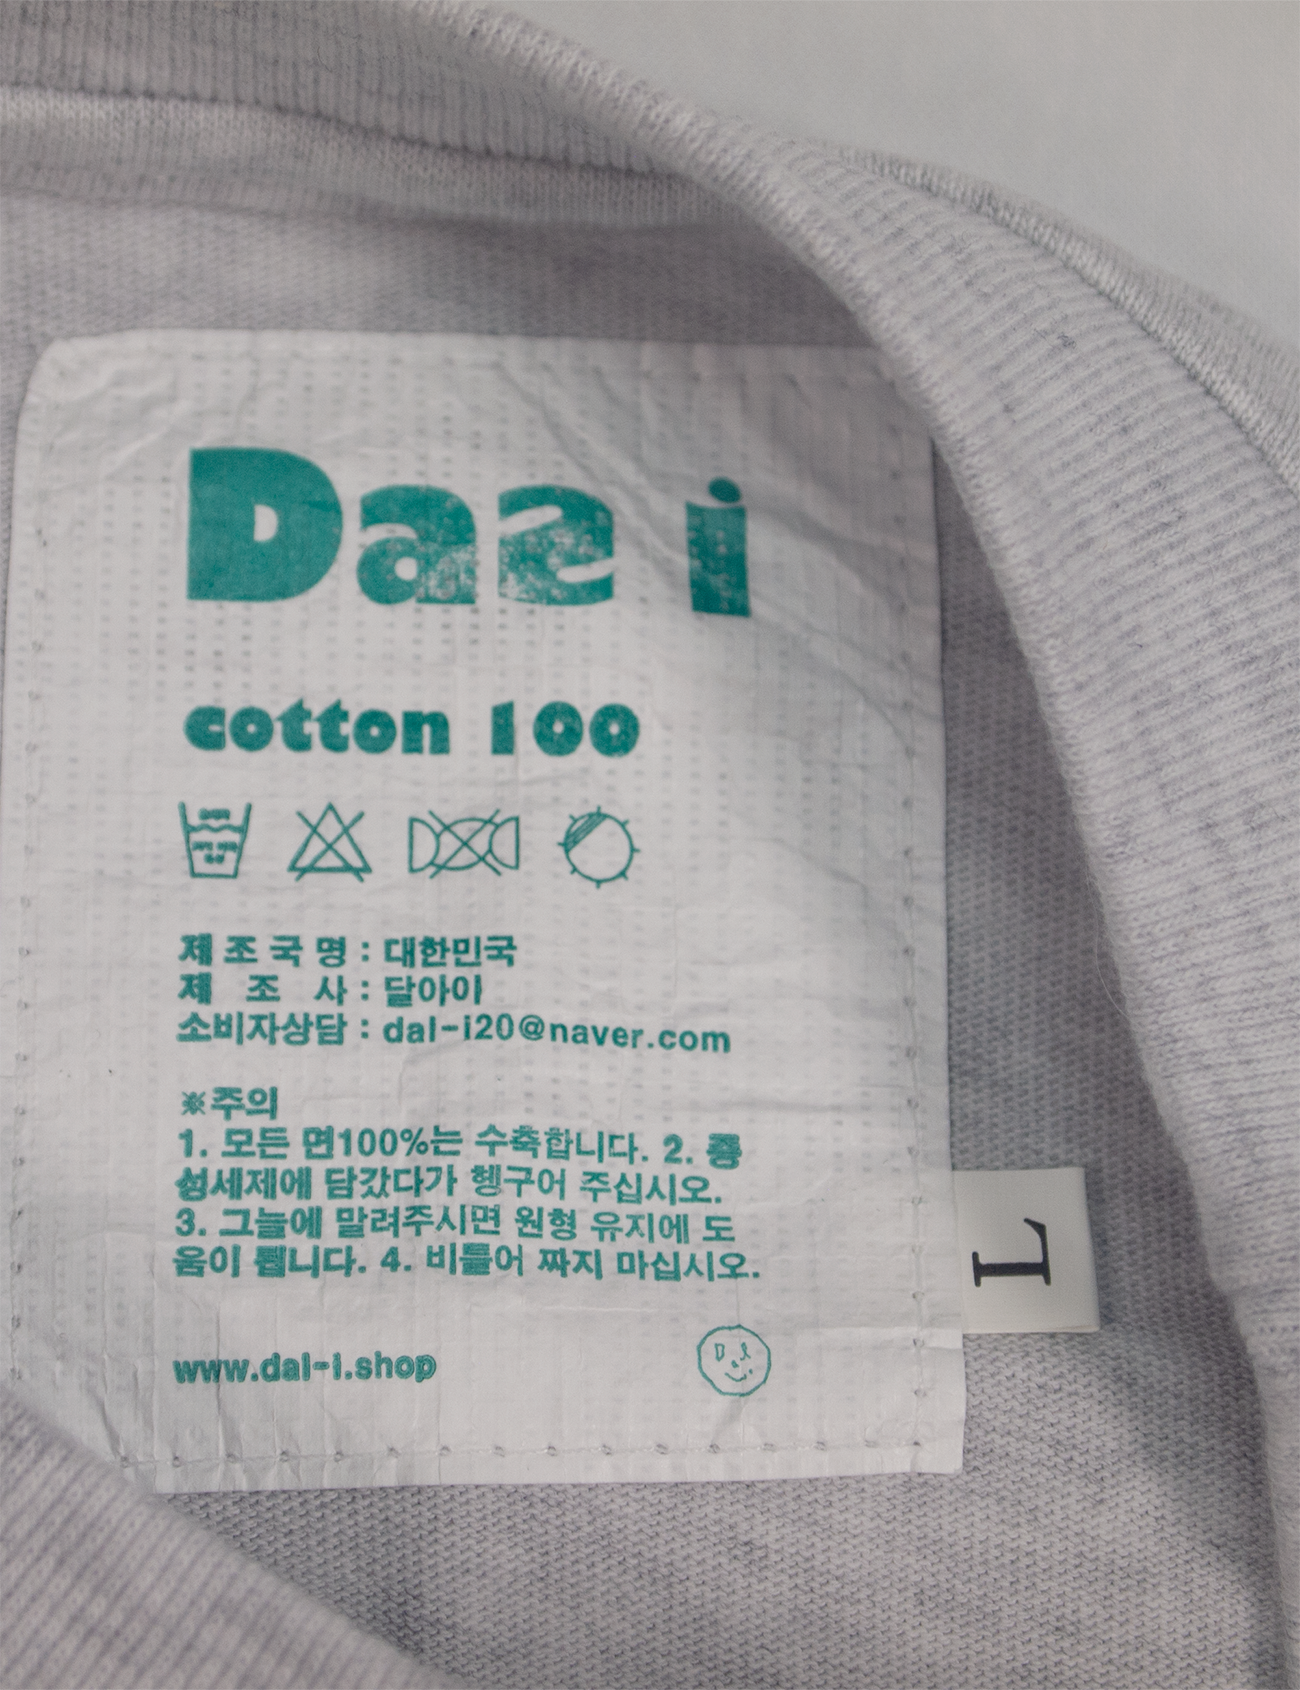 Daƨ i
cotton 100
제조국명 : 대한민국
제 조 사 : 달아이
소비자상담 : dal-i20@naver.com
※주의
1. 모든 면100%는 수축합니다. 2. 중
성세제에 담갔다가 헹구어 주십시오.
3. 그늘에 말려주시면 원형 유지에 도
움이 됩니다. 4. 비틀어 짜지 마십시오.
www.dal-i.shop
L